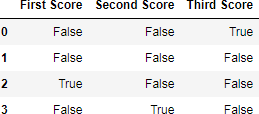 First Score Second Score Third Score
0 False False True
1 False False False
2 True False False
3 False True False